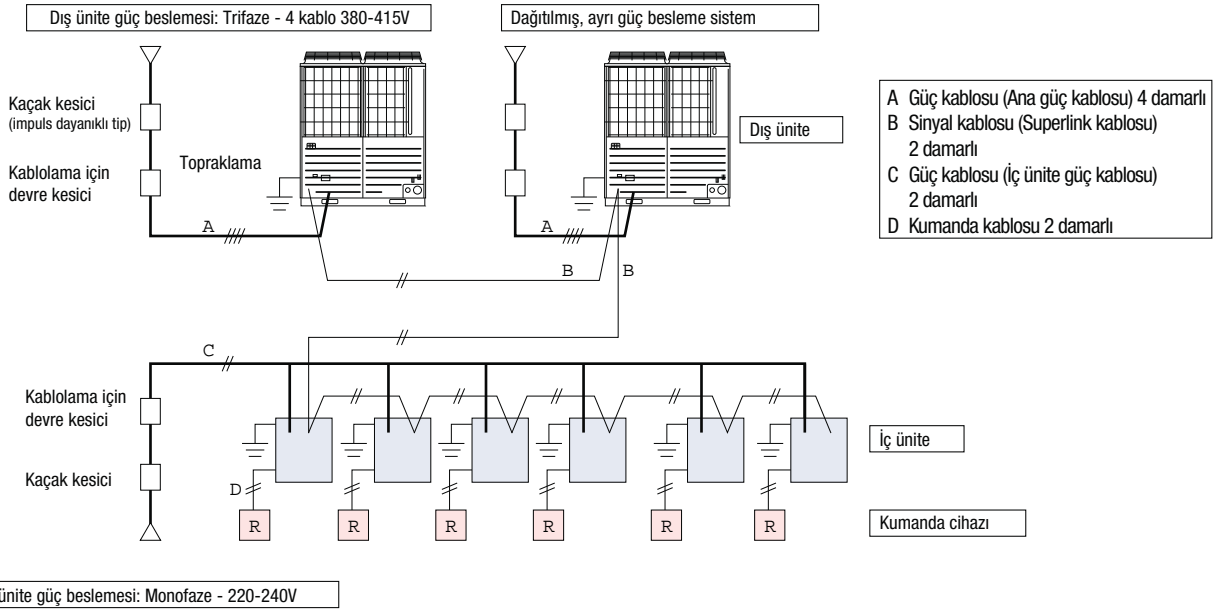 Dış ünite güç beslemesi: Trifaze - 4 kablo 380-415V
Dağıtılmış, ayrı güç besleme sistem
Kaçak kesici
(impuls dayanıklı tip)
Kablolama için
devre kesici
Topraklama
Dış ünite
A Güç kablosu (Ana güç kablosu) 4 damarlı
B Sinyal kablosu (Superlink kablosu)
2 damarlı
C Güç kablosu (İç ünite güç kablosu)
2 damarlı
D Kumanda kablosu 2 damarlı
A
A
B
B
C
Kablolama için
devre kesici
Kaçak kesici
İç ünite
D
R
R
R
R
R
R
Kumanda cihazı
ünite güç beslemesi: Monofaze - 220-240V